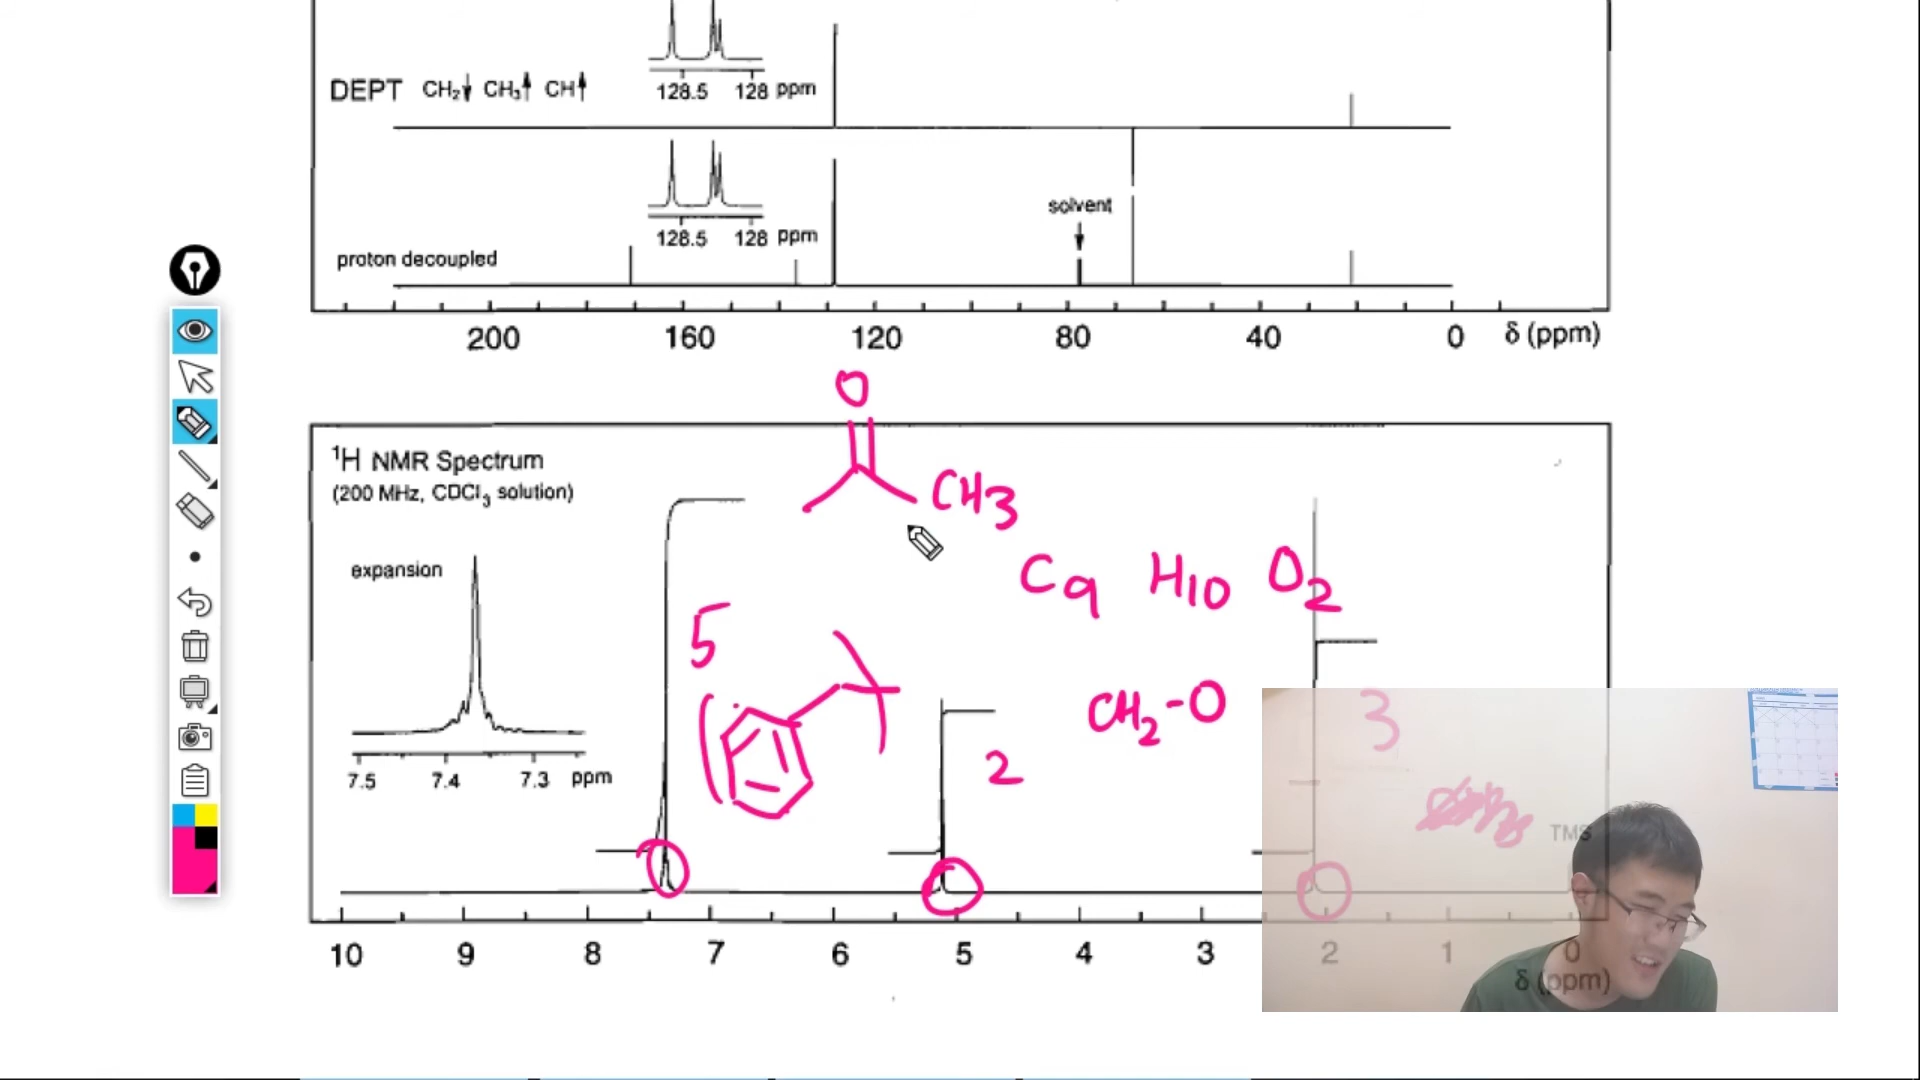 DEPT CH₂↓ CH₃↑ CH↑
128.5 128 ppm
proton decoupled
128.5 128 ppm
solvent
200 160 120 80 40 0 δ (ppm)
O
CH3
¹H NMR Spectrum
(200 MHz, CDCl₃ solution)
expansion
7.5 7.4 7.3 ppm
C9 H10 O2
5
CH2-O
2
3
TMS
10 9 8 7 6 5 4 3 2 1 0
δ (ppm)